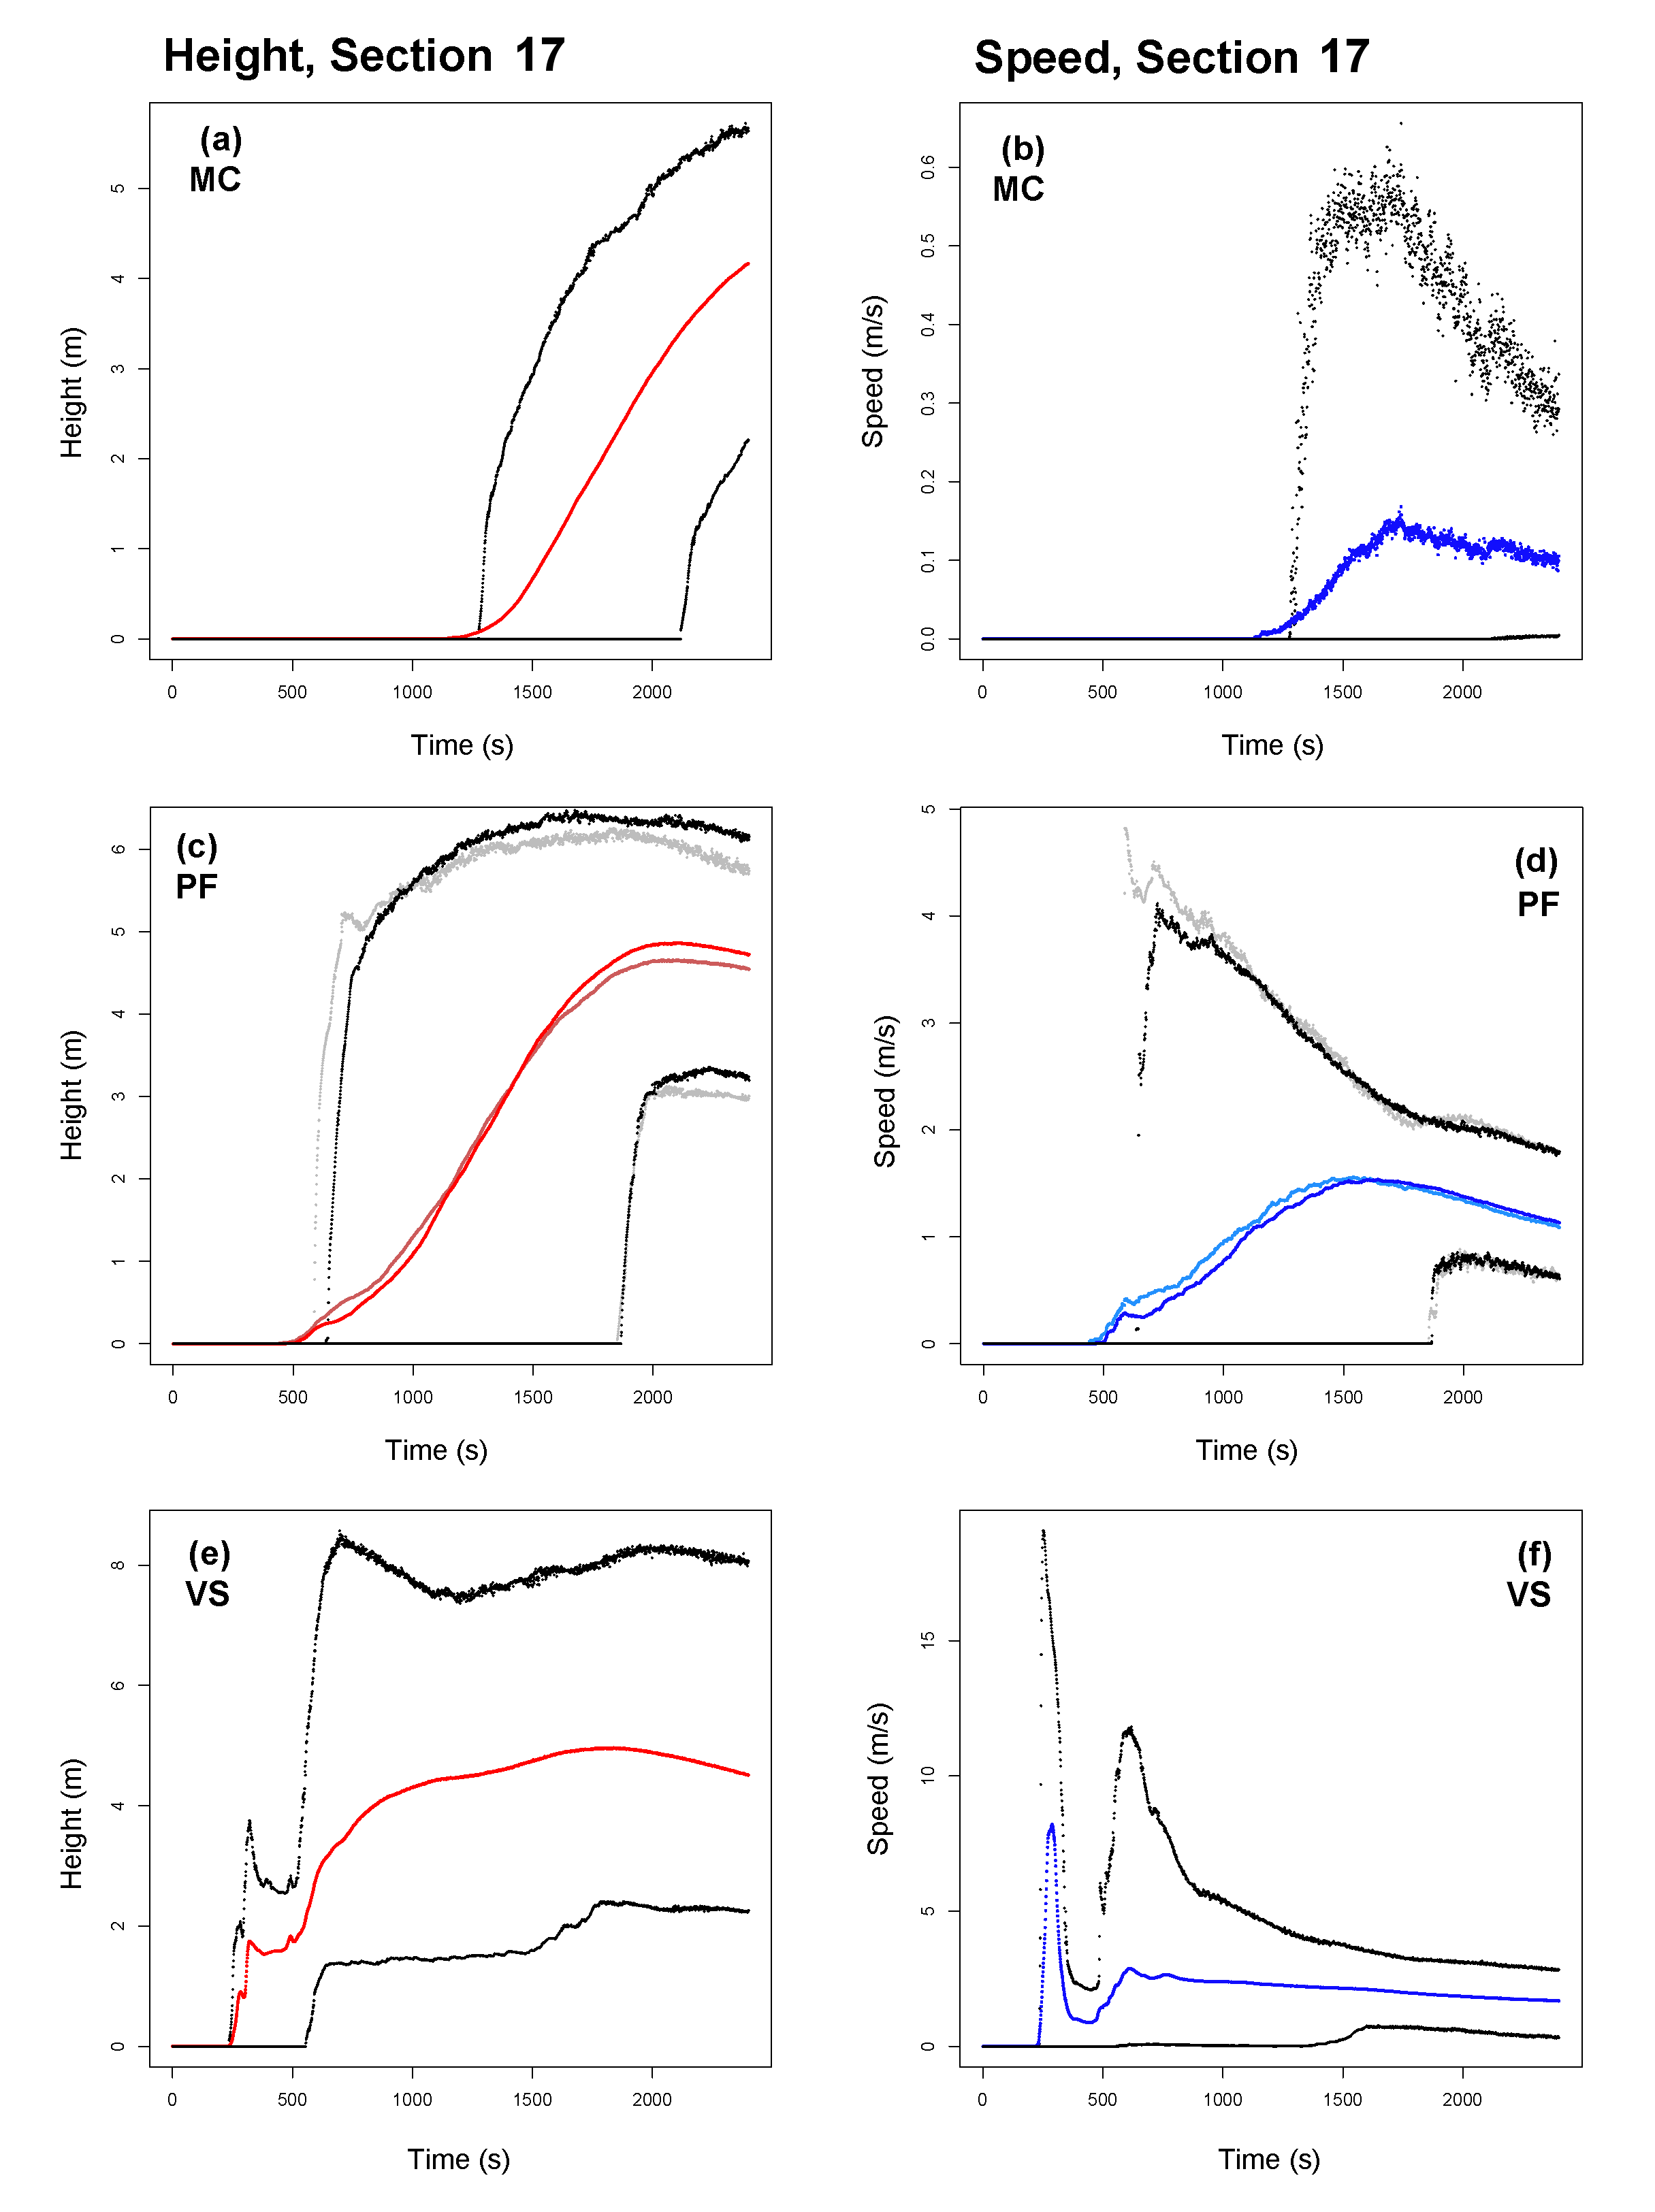 Height, Section 17
Speed, Section 17
(a)
MC
Height (m)
0 1 2 3 4 5
0 500 1000 1500 2000
Time (s)
(b)
MC
Speed (m/s)
0.0 0.1 0.2 0.3 0.4 0.5 0.6
0 500 1000 1500 2000
Time (s)
(c)
PF
Height (m)
0 1 2 3 4 5 6
0 500 1000 1500 2000
Time (s)
(d)
PF
Speed (m/s)
0 1 2 3 4 5
0 500 1000 1500 2000
Time (s)
(e)
VS
Height (m)
0 2 4 6 8
0 500 1000 1500 2000
Time (s)
(f)
VS
Speed (m/s)
0 5 10 15
0 500 1000 1500 2000
Time (s)